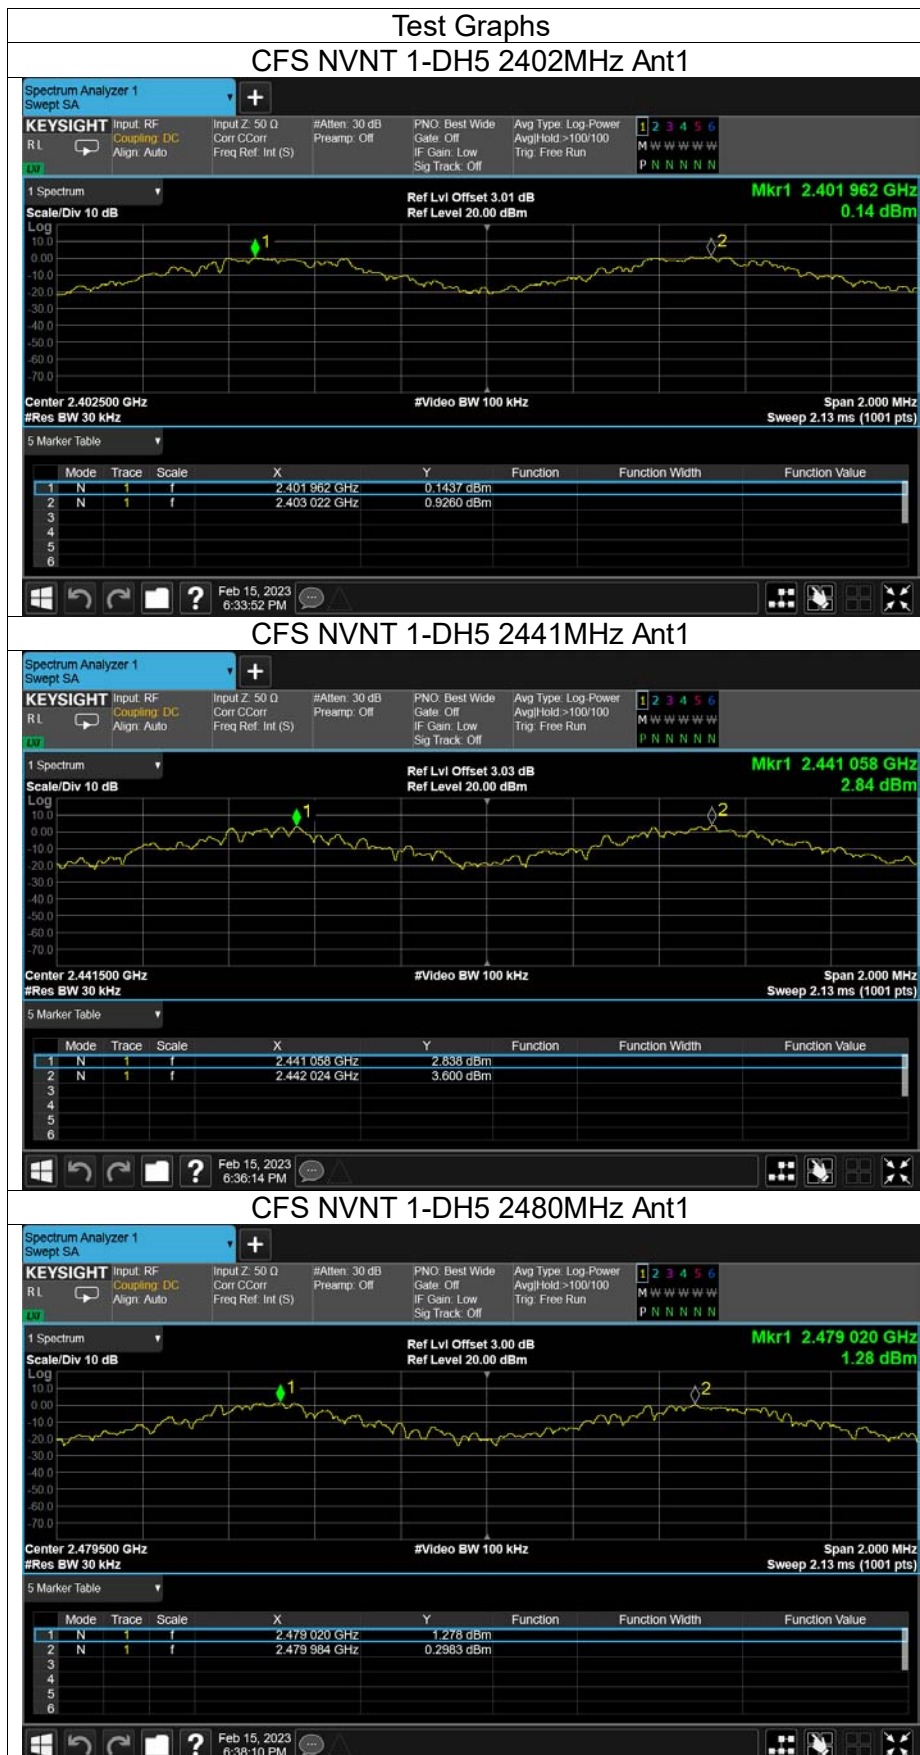 Test Graphs
CFS NVNT 1-DH5 2402MHz Ant1
Spectrum Analyzer 1
Swept SA
+
KEYSIGHT Input: RF Input Z: 50 Ω #Atten: 30 dB PNO: Best Wide Avg Type: Log-Power 1 2 3 4 5 6
RL Coupling: DC Corr CCorr Preamp: Off Gate: Off Avg|Hold:>100/100 M W W W W W
Align: Auto Freq Ref: Int (S) IF Gain: Low Trig: Free Run P N N N N N
LXI Sig Track: Off
1 Spectrum Ref Lvl Offset 3.01 dB Mkr1 2.401 962 GHz
Scale/Div 10 dB Ref Level 20.00 dBm 0.14 dBm
Log
10.0
0.00
-10.0
-20.0
-30.0
-40.0
-50.0
-60.0
-70.0
1
2
Center 2.402500 GHz #Video BW 100 kHz Span 2.000 MHz
#Res BW 30 kHz Sweep 2.13 ms (1001 pts)
5 Marker Table
Mode Trace Scale X Y Function Function Width Function Value
1 N 1 f 2.401 962 GHz 0.1437 dBm
2 N 1 f 2.403 022 GHz 0.9260 dBm
3
4
5
6
? Feb 15, 2023
6:33:52 PM
CFS NVNT 1-DH5 2441MHz Ant1
Spectrum Analyzer 1
Swept SA
+
KEYSIGHT Input: RF Input Z: 50 Ω #Atten: 30 dB PNO: Best Wide Avg Type: Log-Power 1 2 3 4 5 6
RL Coupling: DC Corr CCorr Preamp: Off Gate: Off Avg|Hold:>100/100 M W W W W W
Align: Auto Freq Ref: Int (S) IF Gain: Low Trig: Free Run P N N N N N
LXI Sig Track: Off
1 Spectrum Ref Lvl Offset 3.03 dB Mkr1 2.441 058 GHz
Scale/Div 10 dB Ref Level 20.00 dBm 2.84 dBm
Log
10.0
0.00
-10.0
-20.0
-30.0
-40.0
-50.0
-60.0
-70.0
1
2
Center 2.441500 GHz #Video BW 100 kHz Span 2.000 MHz
#Res BW 30 kHz Sweep 2.13 ms (1001 pts)
5 Marker Table
Mode Trace Scale X Y Function Function Width Function Value
1 N 1 f 2.441 058 GHz 2.838 dBm
2 N 1 f 2.442 024 GHz 3.600 dBm
3
4
5
6
? Feb 15, 2023
6:36:14 PM
CFS NVNT 1-DH5 2480MHz Ant1
Spectrum Analyzer 1
Swept SA
+
KEYSIGHT Input: RF Input Z: 50 Ω #Atten: 30 dB PNO: Best Wide Avg Type: Log-Power 1 2 3 4 5 6
RL Coupling: DC Corr CCorr Preamp: Off Gate: Off Avg|Hold:>100/100 M W W W W W
Align: Auto Freq Ref: Int (S) IF Gain: Low Trig: Free Run P N N N N N
LXI Sig Track: Off
1 Spectrum Ref Lvl Offset 3.00 dB Mkr1 2.479 020 GHz
Scale/Div 10 dB Ref Level 20.00 dBm 1.28 dBm
Log
10.0
0.00
-10.0
-20.0
-30.0
-40.0
-50.0
-60.0
-70.0
1
2
Center 2.479500 GHz #Video BW 100 kHz Span 2.000 MHz
#Res BW 30 kHz Sweep 2.13 ms (1001 pts)
5 Marker Table
Mode Trace Scale X Y Function Function Width Function Value
1 N 1 f 2.479 020 GHz 1.278 dBm
2 N 1 f 2.479 984 GHz 0.2983 dBm
3
4
5
6
? Feb 15, 2023
6:38:10 PM